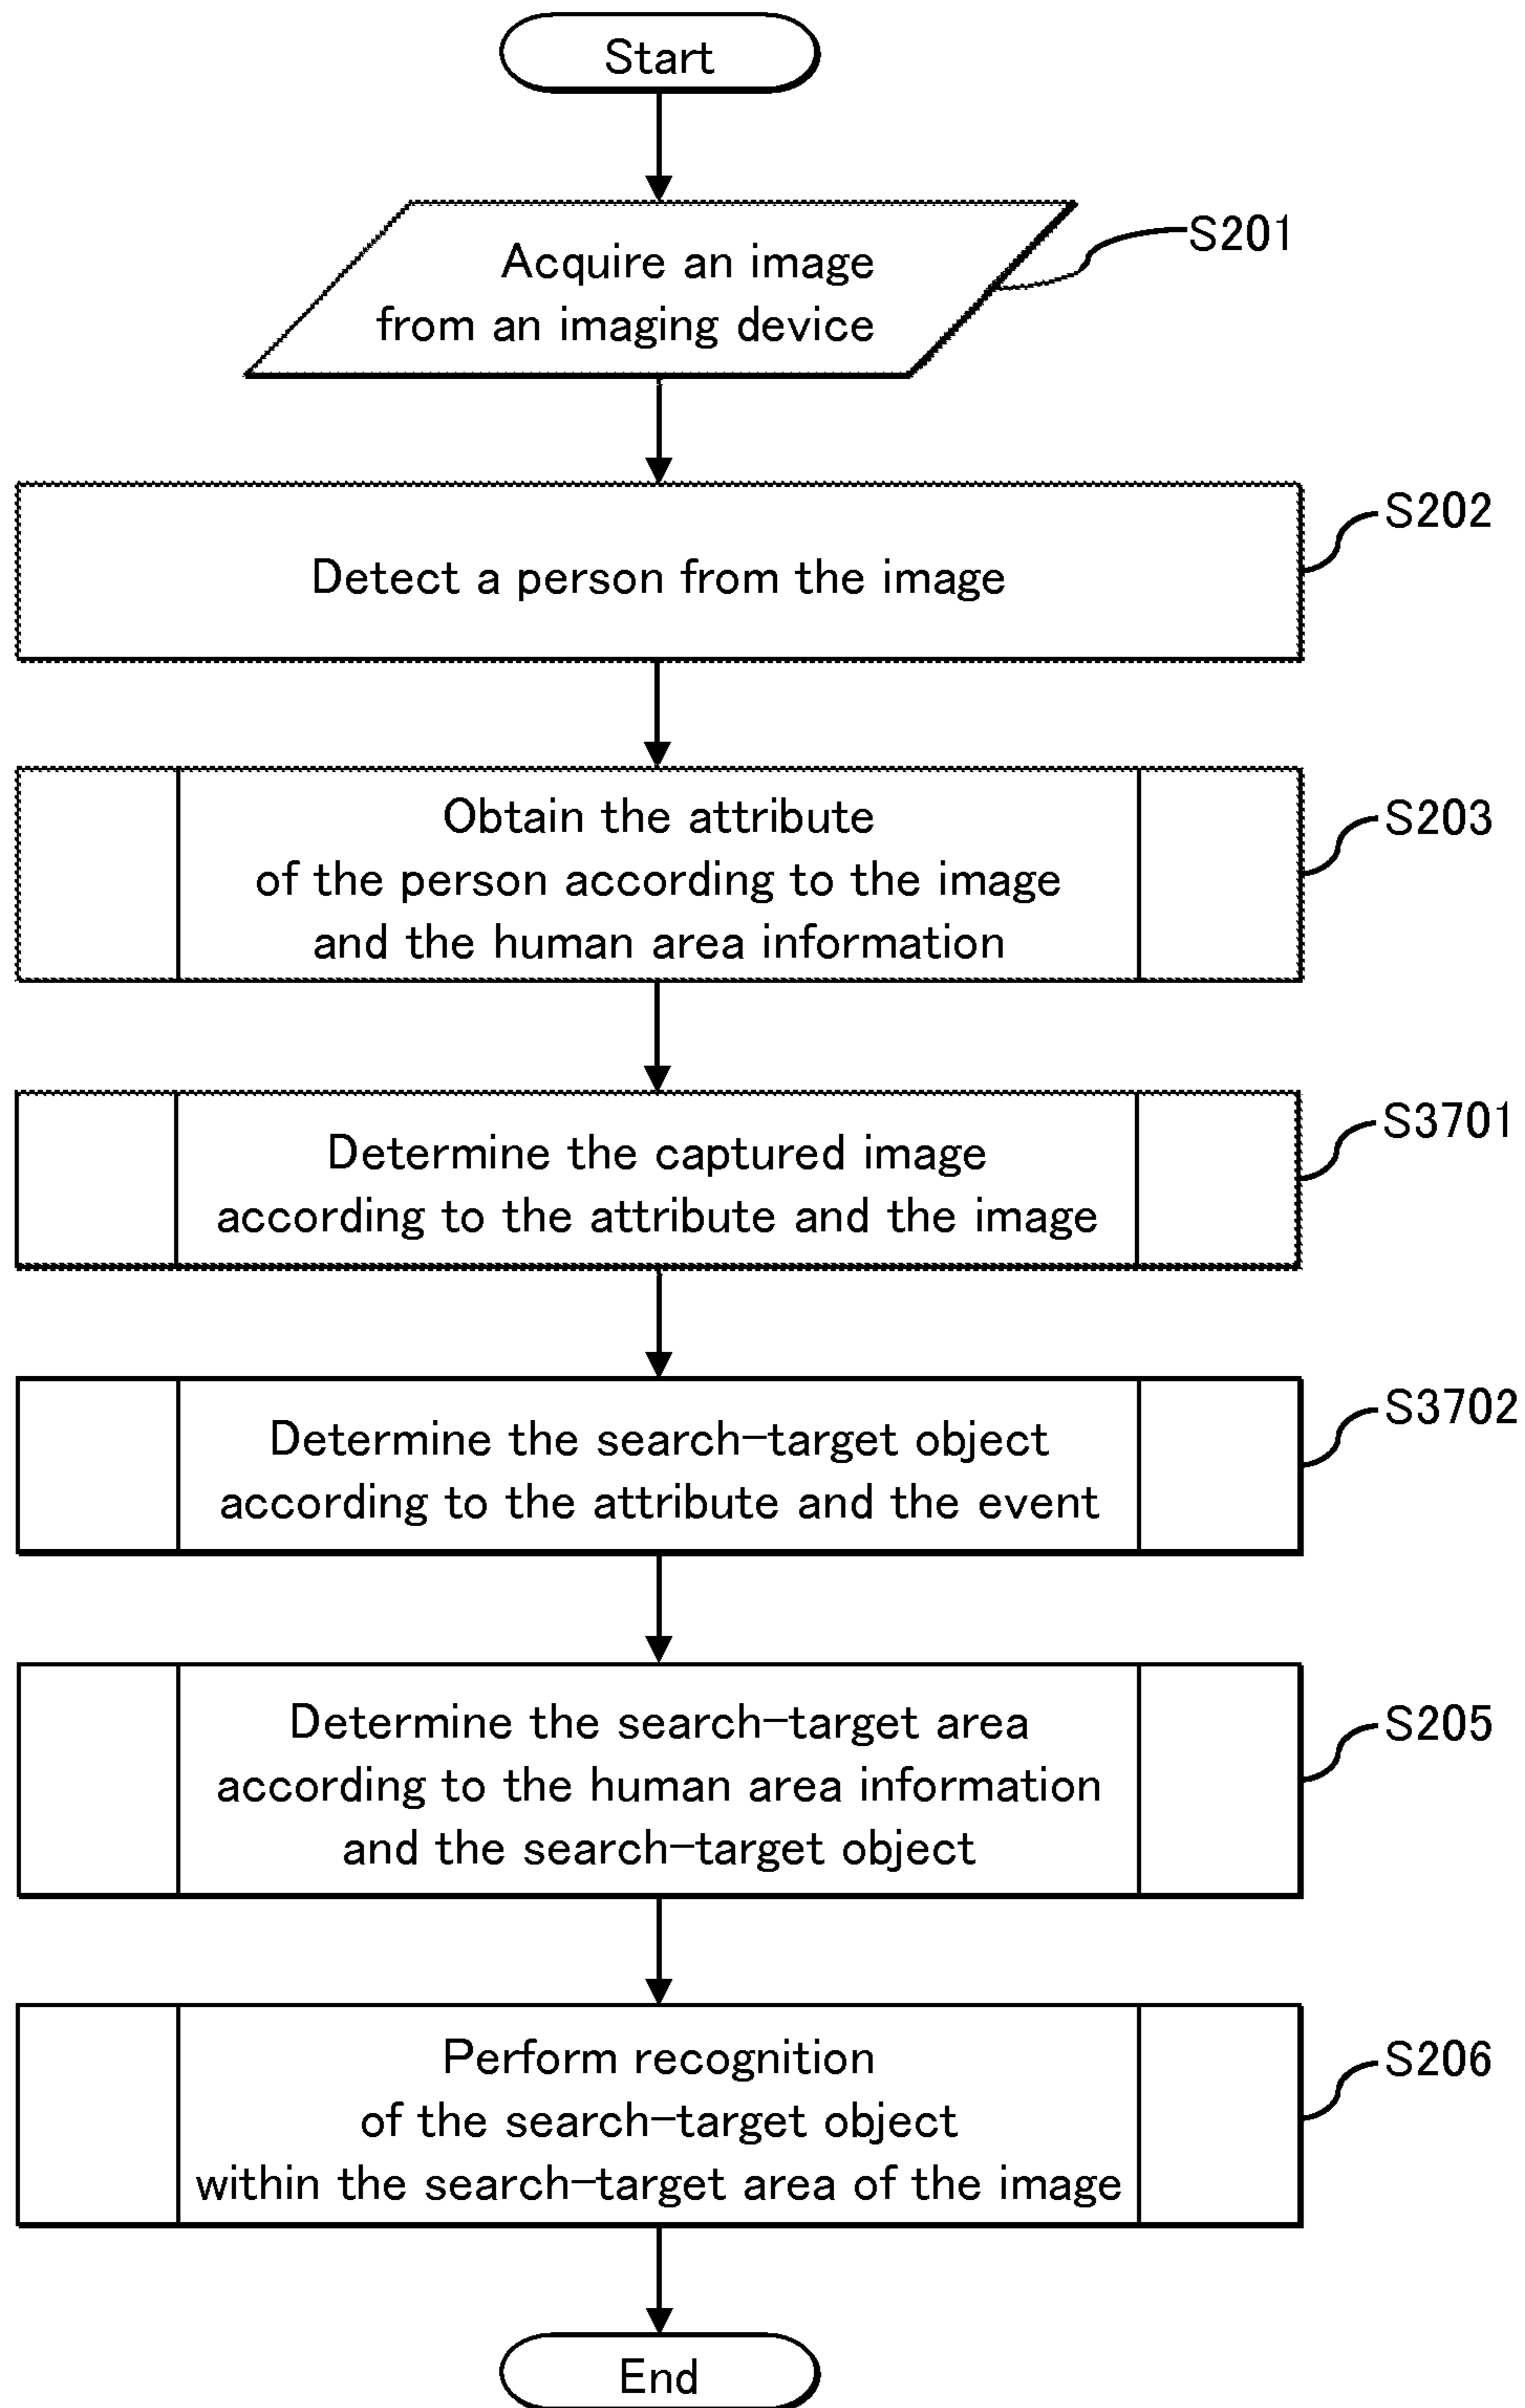 Start
Acquire an image
from an imaging device
S201
Detect a person from the image
S202
Obtain the attribute
of the person according to the image
and the human area information
S203
Determine the captured image
according to the attribute and the image
S3701
Determine the search-target object
according to the attribute and the event
S3702
Determine the search-target area
according to the human area information
and the search-target object
S205
Perform recognition
of the search-target object
within the search-target area of the image
S206
End